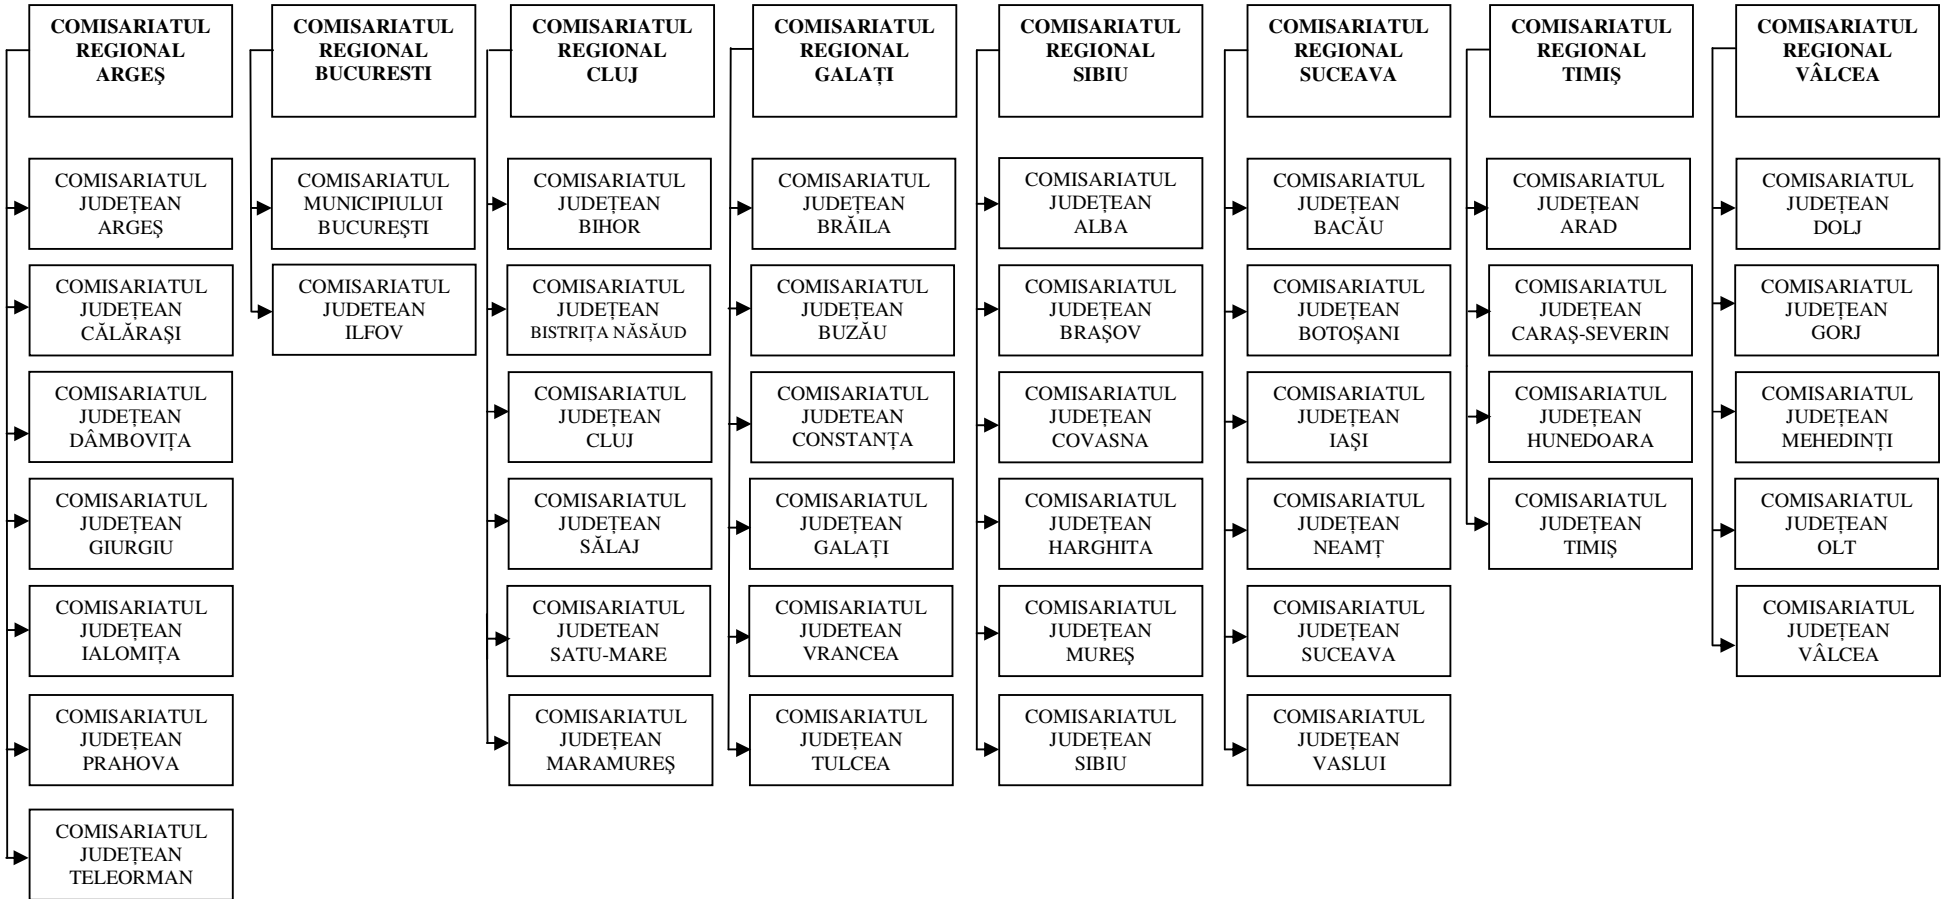 COMISARIATUL
REGIONAL
ARGEŞ
COMISARIATUL
JUDEȚEAN
ARGEŞ
COMISARIATUL
JUDEȚEAN
CĂLĂRAŞI
COMISARIATUL
JUDEȚEAN
DÂMBOVIȚA
COMISARIATUL
JUDEȚEAN
GIURGIU
COMISARIATUL
JUDEȚEAN
IALOMIȚA
COMISARIATUL
JUDEȚEAN
PRAHOVA
COMISARIATUL
JUDEȚEAN
TELEORMAN
COMISARIATUL
REGIONAL
BUCURESTI
COMISARIATUL
MUNICIPIULUI
BUCUREŞTI
COMISARIATUL
JUDETEAN
ILFOV
COMISARIATUL
REGIONAL
CLUJ
COMISARIATUL
JUDEȚEAN
BIHOR
COMISARIATUL
JUDEȚEAN
BISTRIȚA NĂSĂUD
COMISARIATUL
JUDEȚEAN
CLUJ
COMISARIATUL
JUDEȚEAN
SĂLAJ
COMISARIATUL
JUDETEAN
SATU-MARE
COMISARIATUL
JUDEȚEAN
MARAMUREŞ
COMISARIATUL
REGIONAL
GALAȚI
COMISARIATUL
JUDEȚEAN
BRĂILA
COMISARIATUL
JUDEȚEAN
BUZĂU
COMISARIATUL
JUDETEAN
CONSTANȚA
COMISARIATUL
JUDEȚEAN
GALAȚI
COMISARIATUL
JUDETEAN
VRANCEA
COMISARIATUL
JUDEȚEAN
TULCEA
COMISARIATUL
REGIONAL
SIBIU
COMISARIATUL
JUDEȚEAN
ALBA
COMISARIATUL
JUDEȚEAN
BRAŞOV
COMISARIATUL
JUDEȚEAN
COVASNA
COMISARIATUL
JUDEȚEAN
HARGHITA
COMISARIATUL
JUDEȚEAN
MUREŞ
COMISARIATUL
JUDEȚEAN
SIBIU
COMISARIATUL
REGIONAL
SUCEAVA
COMISARIATUL
JUDEȚEAN
BACĂU
COMISARIATUL
JUDEȚEAN
BOTOŞANI
COMISARIATUL
JUDEȚEAN
IAŞI
COMISARIATUL
JUDEȚEAN
NEAMȚ
COMISARIATUL
JUDEȚEAN
SUCEAVA
COMISARIATUL
JUDEȚEAN
VASLUI
COMISARIATUL
REGIONAL
TIMIŞ
COMISARIATUL
JUDEȚEAN
ARAD
COMISARIATUL
JUDEȚEAN
CARAŞ-SEVERIN
COMISARIATUL
JUDEȚEAN
HUNEDOARA
COMISARIATUL
JUDEȚEAN
TIMIŞ
COMISARIATUL
REGIONAL
VÂLCEA
COMISARIATUL
JUDEȚEAN
DOLJ
COMISARIATUL
JUDEȚEAN
GORJ
COMISARIATUL
JUDEȚEAN
MEHEDINȚI
COMISARIATUL
JUDEȚEAN
OLT
COMISARIATUL
JUDEȚEAN
VÂLCEA